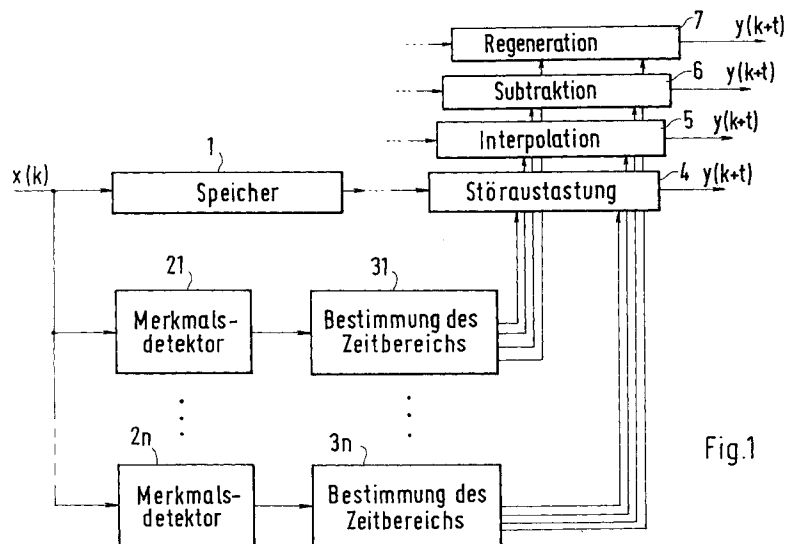 7
y(k+t)
Regeneration
6
y(k+t)
Subtraktion
5
y(k+t)
Interpolation
1
4
y(k+t)
x(k)
Speicher
Störaustastung
21
31
Merkmals-
detektor
Bestimmung des
Zeitbereichs
2n
3n
Merkmals-
detektor
Bestimmung des
Zeitbereichs
Fig.1